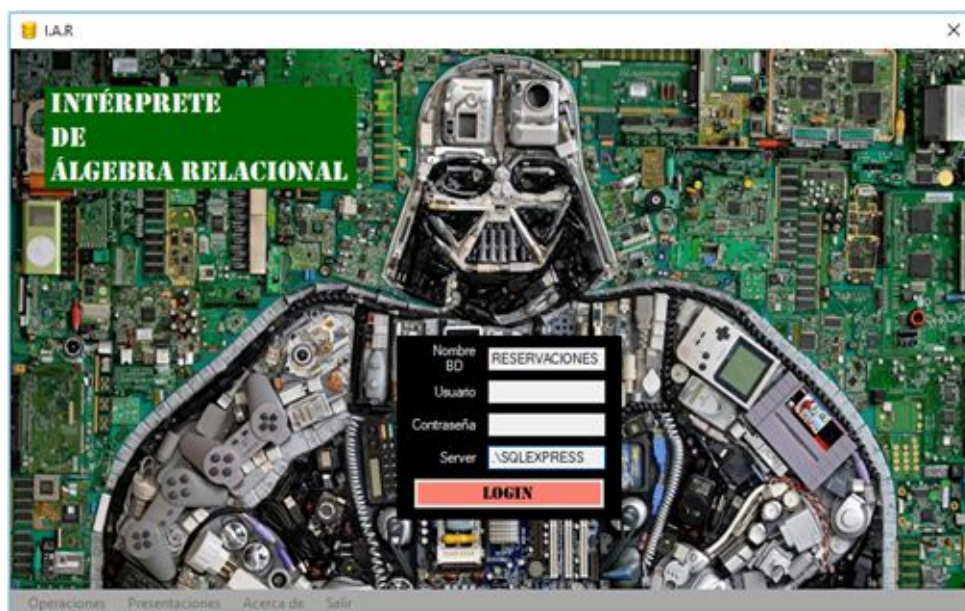 I.A.R
INTÉRPRETE
DE
ÁLGEBRA RELACIONAL
Nombre
BD
RESERVACIONES
Usuario
Contraseña
Server
.\SQLEXPRESS
LOGIN
Operaciones Presentaciones Acerca de Salir